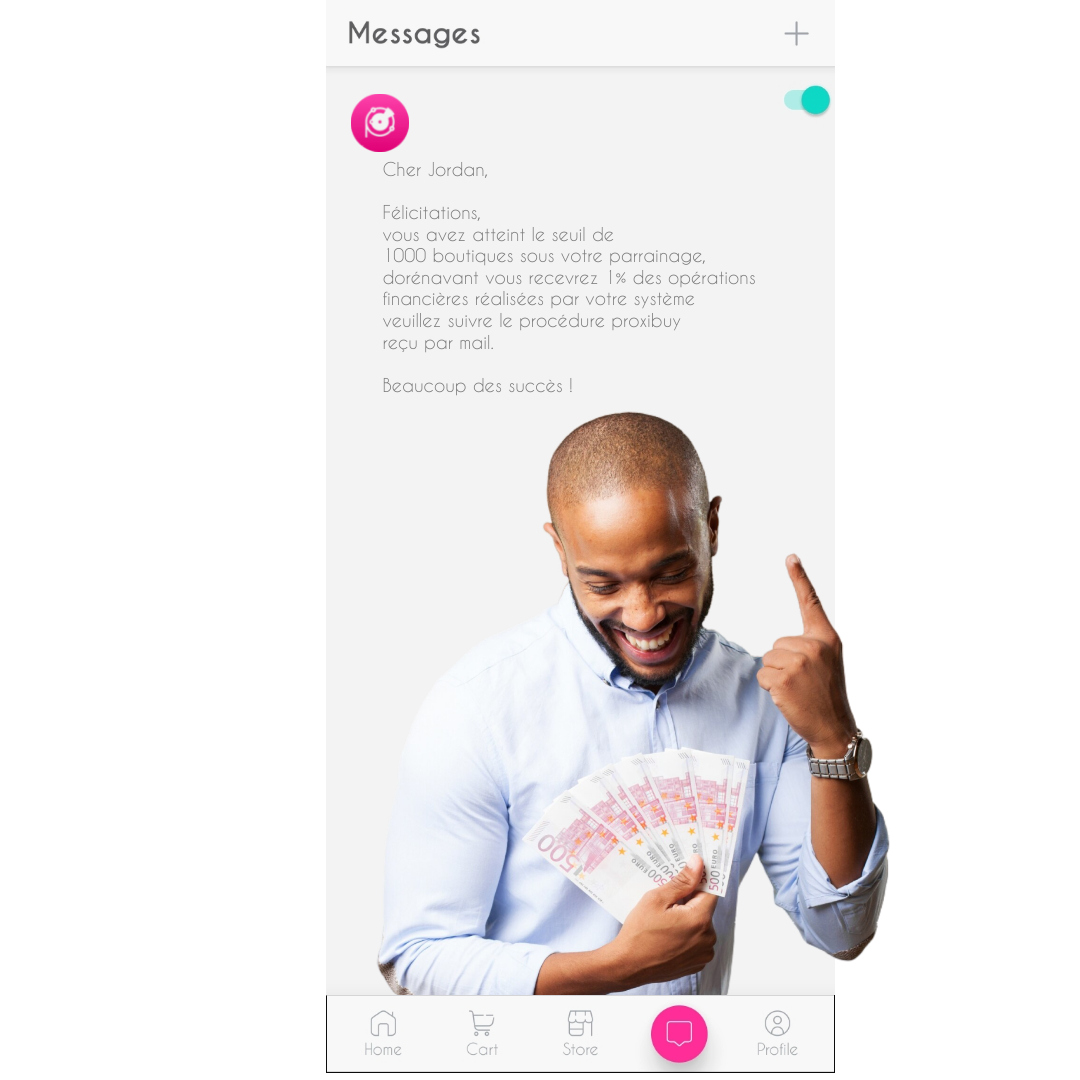 Messages
Cher Jordan,
Félicitations,
vous avez atteint le seuil de
1000 boutiques sous votre parrainage,
dorénavant vous recevrez 1% des opérations
financières réalisées par votre système
veuillez suivre le procédure proxibuy
reçu par mail.
Beaucoup des succès !
500
500 EURO
500 EURO
500 EURO
Home
Cart
Store
Profile